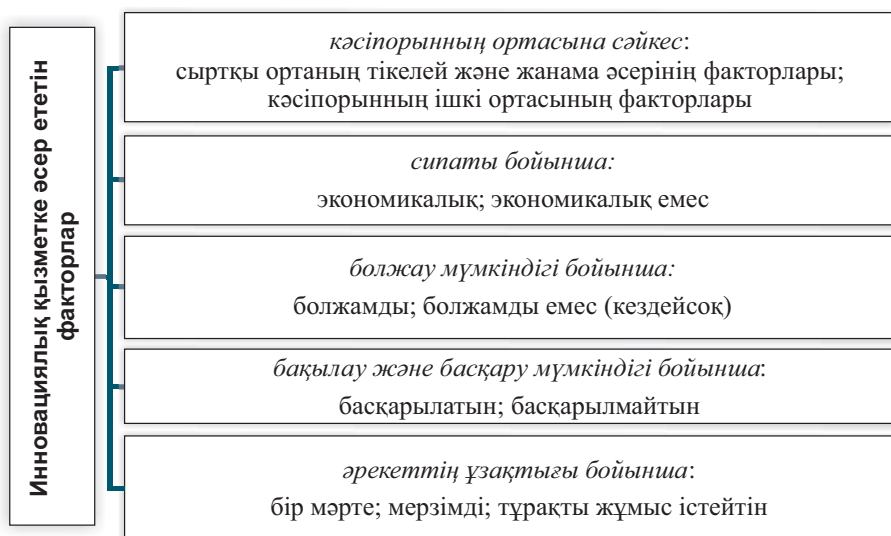 Инновациялық қызметке әсер ететін
факторлар
кәсіпорынның ортасына сәйкес:
сыртқы ортаның тікелей және жанама әсерінің факторлары;
кәсіпорынның ішкі ортасының факторлары
сипаты бойынша:
экономикалық; экономикалық емес
болжау мүмкіндігі бойынша:
болжамды; болжамды емес (кездейсоқ)
бақылау және басқару мүмкіндігі бойынша:
басқарылатын; басқарылмайтын
әрекеттің ұзақтығы бойынша:
бір мәрте; мерзімді; тұрақты жұмыс істейтін